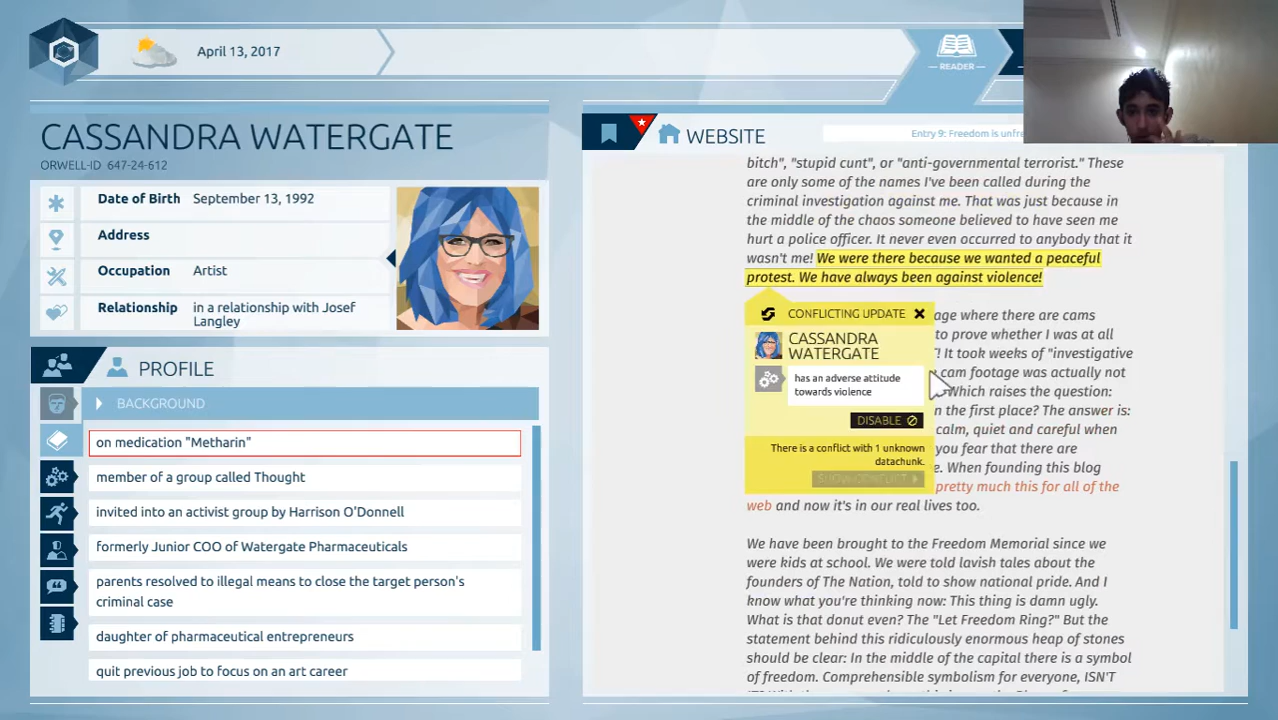 April 13, 2017
READER
CASSANDRA WATERGATE
ORWELL-ID 647-24-612
Date of Birth September 13, 1992
Address
Occupation Artist
Relationship in a relationship with Josef
Langley
PROFILE
BACKGROUND
on medication "Metharin"
member of a group called Thought
invited into an activist group by Harrison O'Donnell
formerly Junior COO of Watergate Pharmaceuticals
parents resolved to illegal means to close the target person's
criminal case
daughter of pharmaceutical entrepreneurs
quit previous job to focus on an art career
WEBSITE
Entry 9: Freedom is
bitch", "stupid cunt", or "anti-governmental terrorist." These
are only some of the names I've been called during the
criminal investigation against me. That was just because in
the middle of the chaos someone believed to have seen me
hurt a police officer. It never even occurred to anybody that it
wasn't me! We were there because we wanted a peaceful
protest. We have always been against violence!
CONFLICTING UPDATE
CASSANDRA
WATERGATE
has an adverse attitude
towards violence
DISABLE
There is a conflict with 1 unknown
datachunk.
SHOW CONFLICT
where there are cams
to prove whether I was at all
It took weeks of "investigative
cam footage was actually not
Which raises the question:
in the first place? The answer is:
calm, quiet and careful when
you fear that there are
When founding this blog
pretty much this for all of the
web and now it's in our real lives too.
We have been brought to the Freedom Memorial since we
were kids at school. We were told lavish tales about the
founders of The Nation, told to show national pride. And I
know what you're thinking now: This thing is damn ugly.
What is that donut even? The "Let Freedom Ring?" But the
statement behind this ridiculously enormous heap of stones
should be clear: In the middle of the capital there is a symbol
of freedom. Comprehensible symbolism for everyone, ISN'T